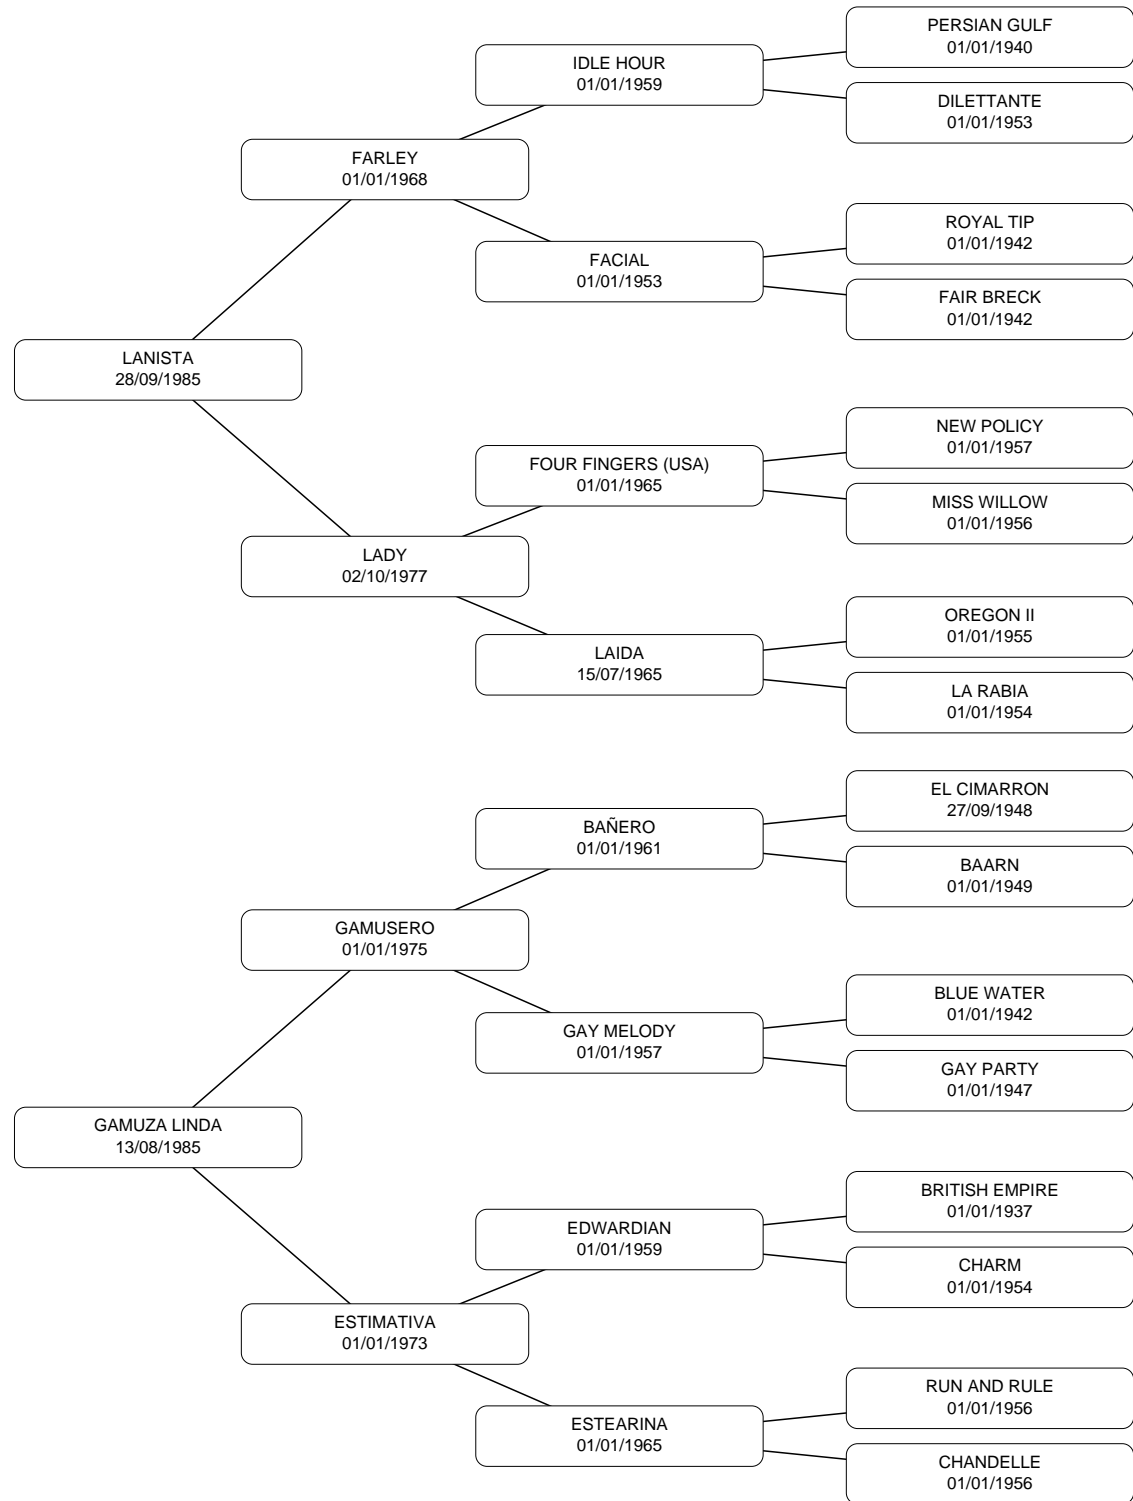 PERSIAN GULF
01/01/1940
IDLE HOUR
01/01/1959
DILETTANTE
01/01/1953
FARLEY
01/01/1968
ROYAL TIP
01/01/1942
FACIAL
01/01/1953
FAIR BRECK
01/01/1942
LANISTA
28/09/1985
NEW POLICY
01/01/1957
FOUR FINGERS (USA)
01/01/1965
MISS WILLOW
01/01/1956
LADY
02/10/1977
OREGON II
01/01/1955
LAIDA
15/07/1965
LA RABIA
01/01/1954
EL CIMARRON
27/09/1948
BAÑERO
01/01/1961
BAARN
01/01/1949
GAMUSERO
01/01/1975
BLUE WATER
01/01/1942
GAY MELODY
01/01/1957
GAY PARTY
01/01/1947
GAMUZA LINDA
13/08/1985
BRITISH EMPIRE
01/01/1937
EDWARDIAN
01/01/1959
CHARM
01/01/1954
ESTIMATIVA
01/01/1973
RUN AND RULE
01/01/1956
ESTEARINA
01/01/1965
CHANDELLE
01/01/1956